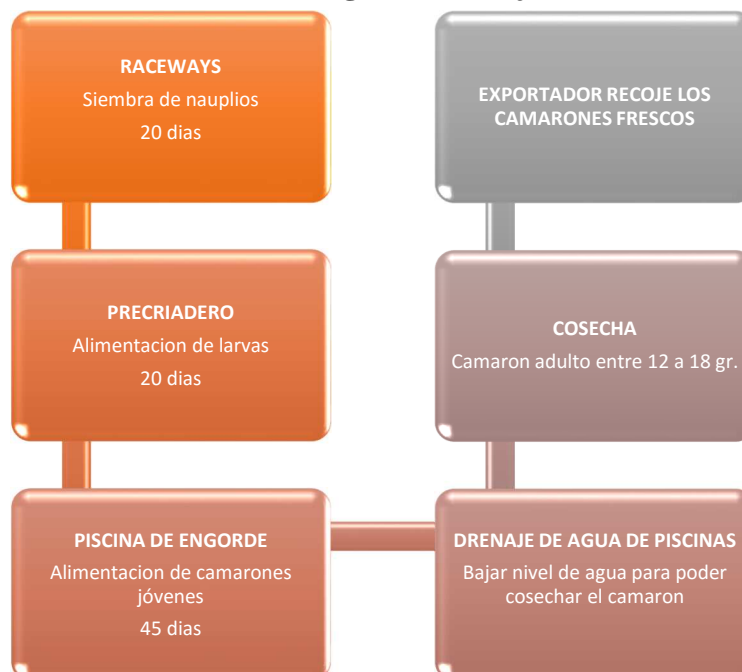 RACEWAYS
Siembra de nauplios
20 dias
PRECRIADERO
Alimentacion de larvas
20 dias
PISCINA DE ENGORDE
Alimentacion de camarones
jóvenes
45 dias
DRENAJE DE AGUA DE PISCINAS
Bajar nivel de agua para poder
cosechar el camaron
COSECHA
Camaron adulto entre 12 a 18 gr.
EXPORTADOR RECOJE LOS
CAMARONES FRESCOS